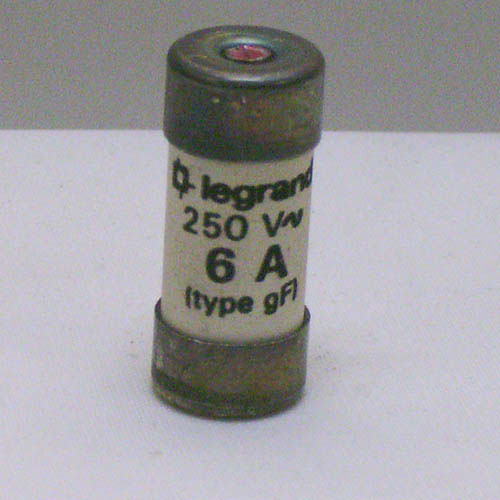 legrand
250 V~
6 A
(type gF)